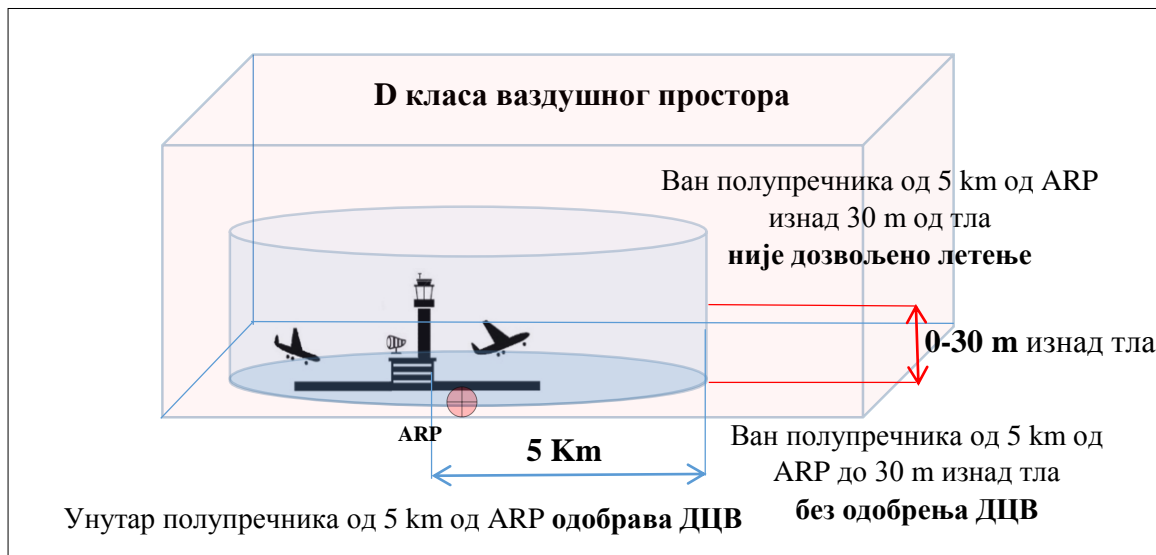 D класа ваздушног простора
Ван полупречника од 5 km од ARP
изнад 30 m од тла
није дозвољено летење
0-30 m изнад тла
ARP
5 Km
Ван полупречника од 5 km од
ARP до 30 m изнад тла
без одобрења ДЦВ
Унутар полупречника од 5 km од ARP одобрава ДЦВ